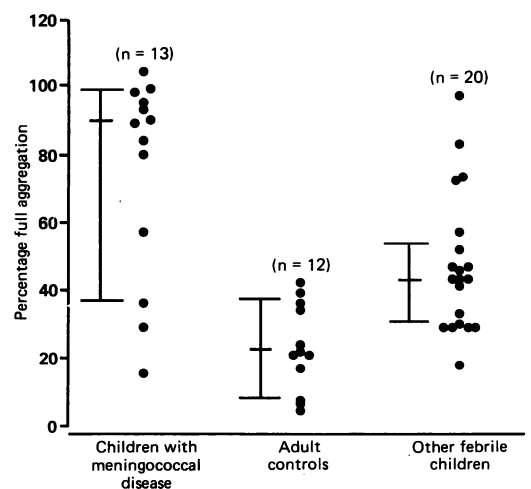 120
(n = 13)
100
(n = 20)
80
Percentage full aggregation
60
(n = 12)
40
20
0
Children with
meningococcal
disease
Adult
controls
Other febrile
children